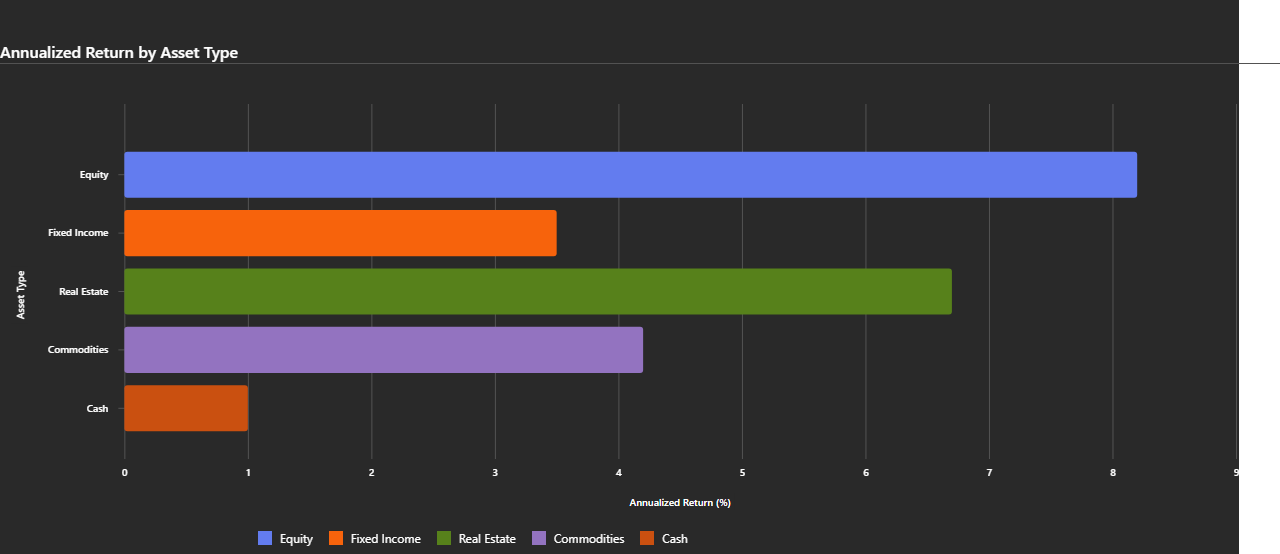 Annualized Return by Asset Type
Asset Type
Equity
Fixed Income
Real Estate
Commodities
Cash
0 1 2 3 4 5 6 7 8 9
Annualized Return (%)
Equity Fixed Income Real Estate Commodities Cash